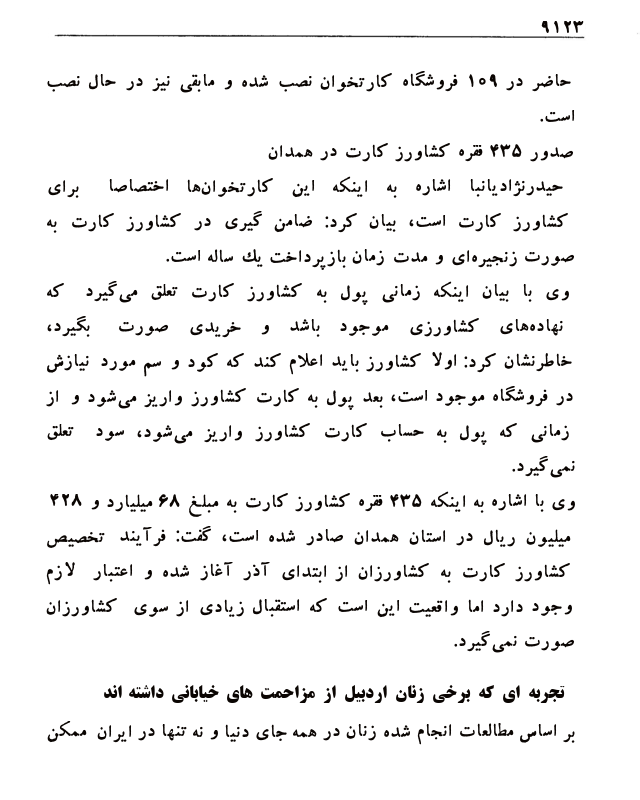 ۹۱۲۳
حاضر در ۱۰۹ فروشگاه کارتخوان نصب شده و مابقی نیز در حال نصب
است.
صدور ۴۳۵ فقره کشاورز کارت در همدان
حیدرنژادیانبا اشاره به اینکه این کارتخوان‌ها اختصاصا برای
کشاورز کارت است، بیان کرد: ضامن گیری در کشاورز کارت به
صورت زنجیره‌ای و مدت زمان بازپرداخت یك ساله است.
وی با بیان اینکه زمانی پول به کشاورز کارت تعلق می‌گیرد که
نهاده‌های کشاورزی موجود باشد و خریدی صورت بگیرد،
خاطرنشان کرد: اولا کشاورز باید اعلام کند که کود و سم مورد نیازش
در فروشگاه موجود است، بعد پول به کارت کشاورز واریز می‌شود و از
زمانی که پول به حساب کارت کشاورز واریز می‌شود، سود تعلق
نمی‌گیرد.
وی با اشاره به اینکه ۴۳۵ فقره کشاورز کارت به مبلغ ۶۸ میلیارد و ۴۲۸
میلیون ریال در استان همدان صادر شده است، گفت: فرآیند تخصیص
کشاورز کارت به کشاورزان از ابتدای آذر آغاز شده و اعتبار لازم
وجود دارد اما واقعیت این است که استقبال زیادی از سوی کشاورزان
صورت نمی‌گیرد.
تجربه ای که برخی زنان اردبیل از مزاحمت های خیابانی داشته اند
بر اساس مطالعات انجام شده زنان در همه جای دنیا و نه تنها در ایران ممکن